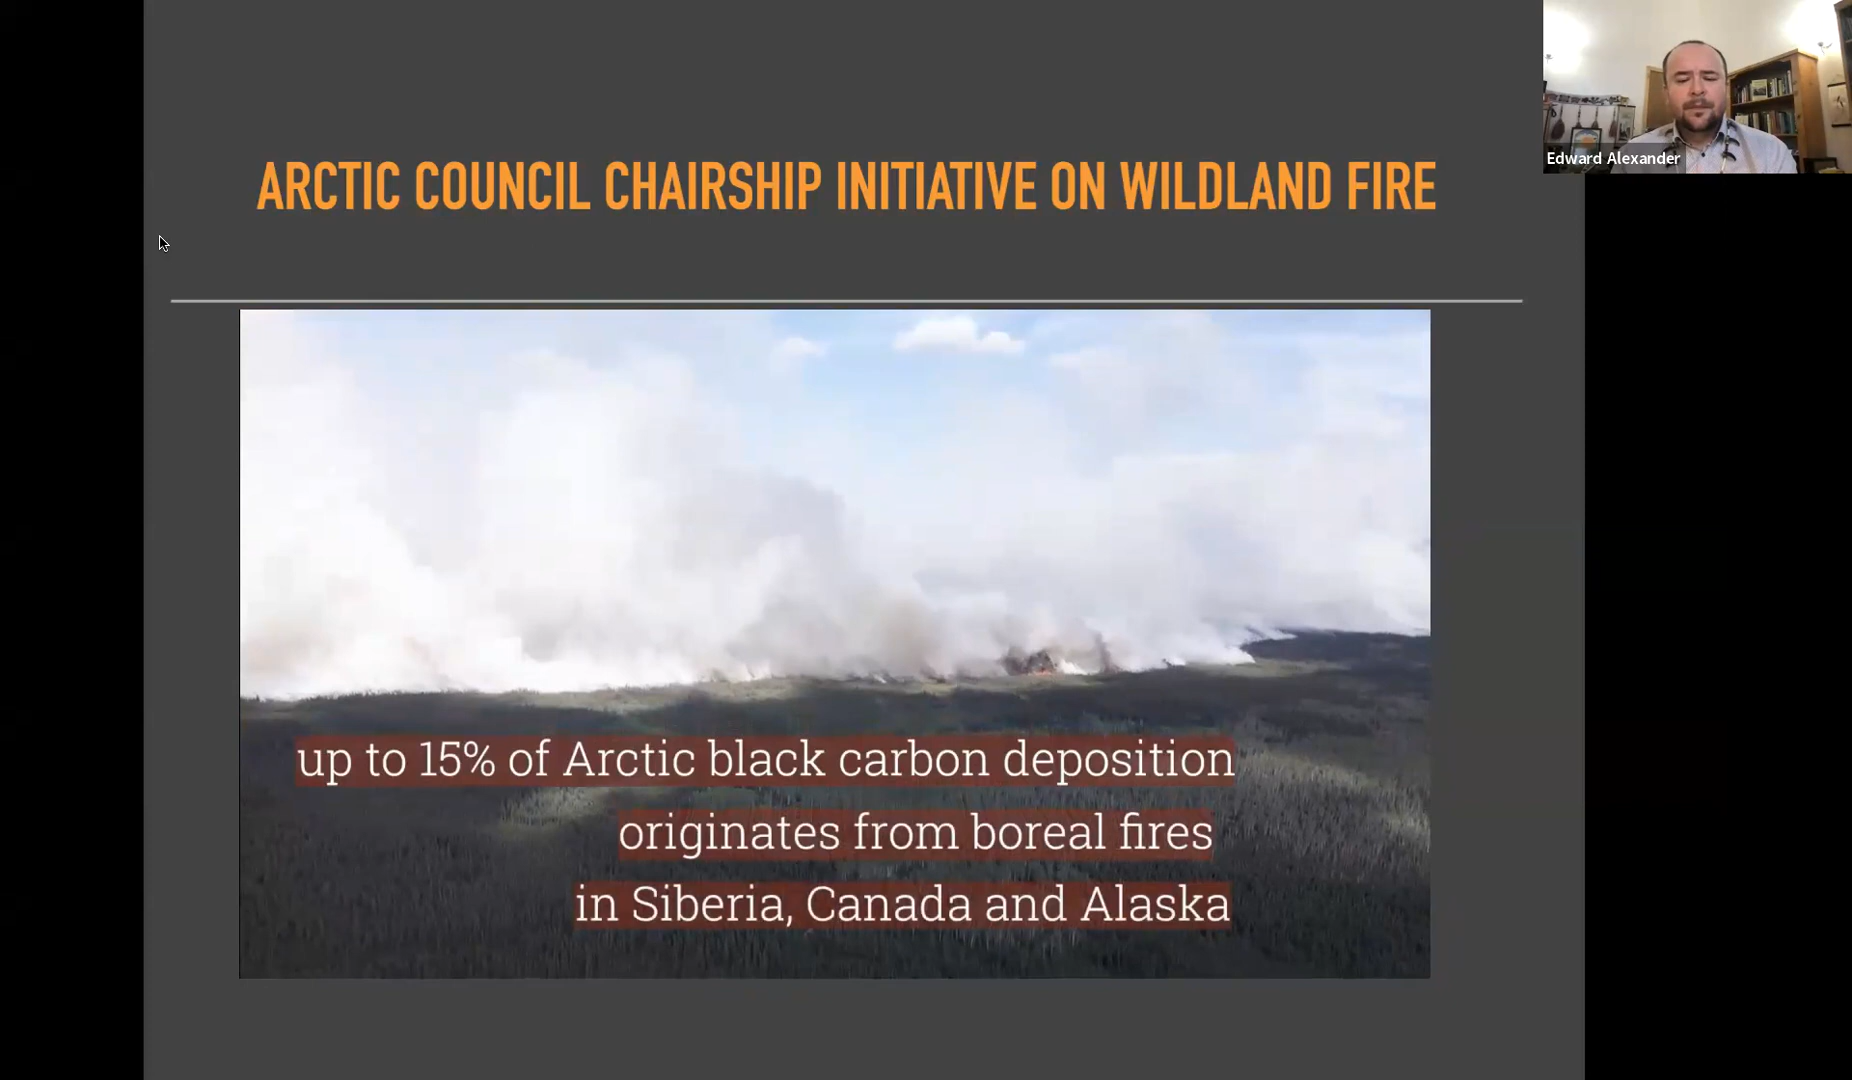 ARCTIC COUNCIL CHAIRSHIP INITIATIVE ON WILDLAND FIRE
Edward Alexander
up to 15% of Arctic black carbon deposition
originates from boreal fires
in Siberia, Canada and Alaska